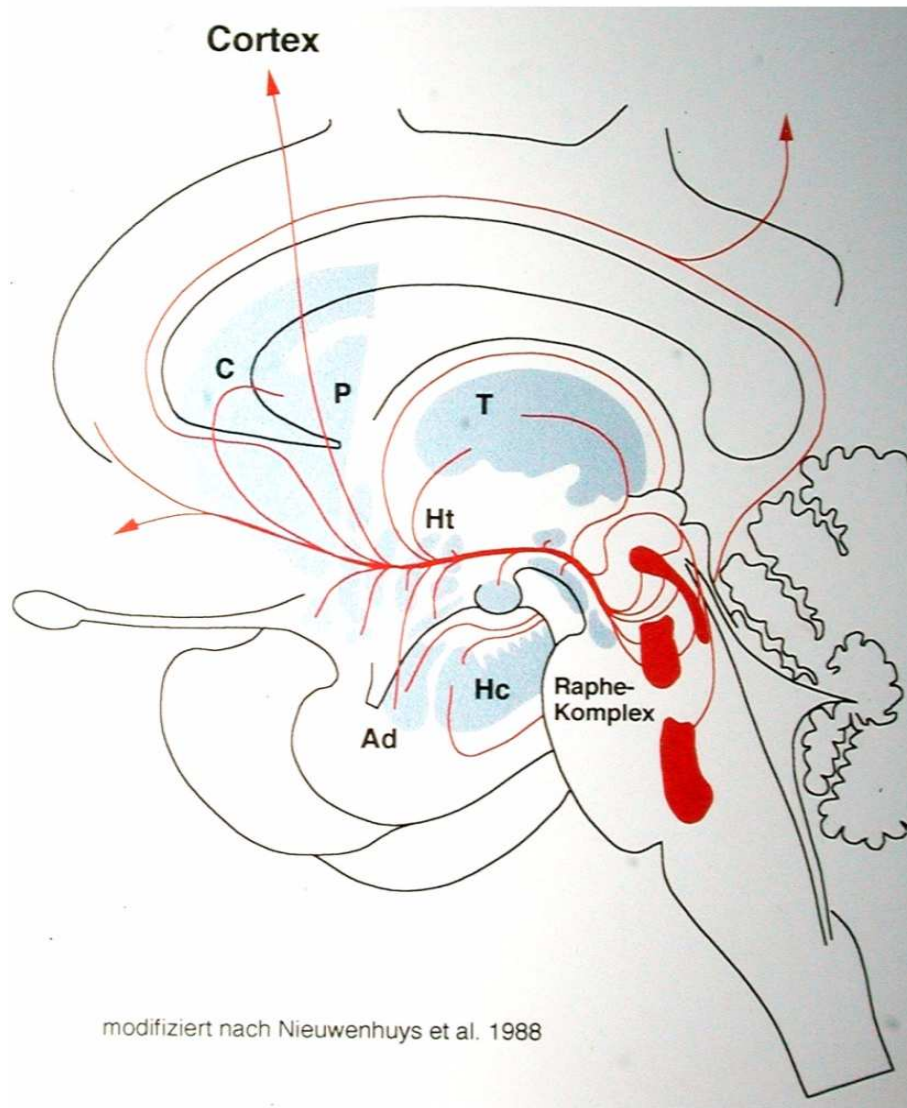 Cortex
C
P
T
Ht
Hc
Ad
Raphe-
Komplex
modifiziert nach Nieuwenhuys et al. 1988